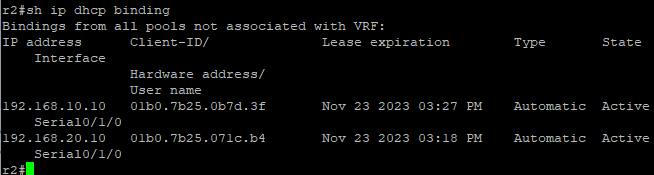 r2#sh ip dhcp binding
Bindings from all pools not associated with VRF:
IP address      Client-ID/              Lease expiration        Type       State
    Interface
                Hardware address/
                User name
192.168.10.10   01b0.7b25.0b7d.3f       Nov 23 2023 03:27 PM    Automatic  Active
    Serial0/1/0
192.168.20.10   01b0.7b25.071c.b4       Nov 23 2023 03:18 PM    Automatic  Active
    Serial0/1/0
r2#